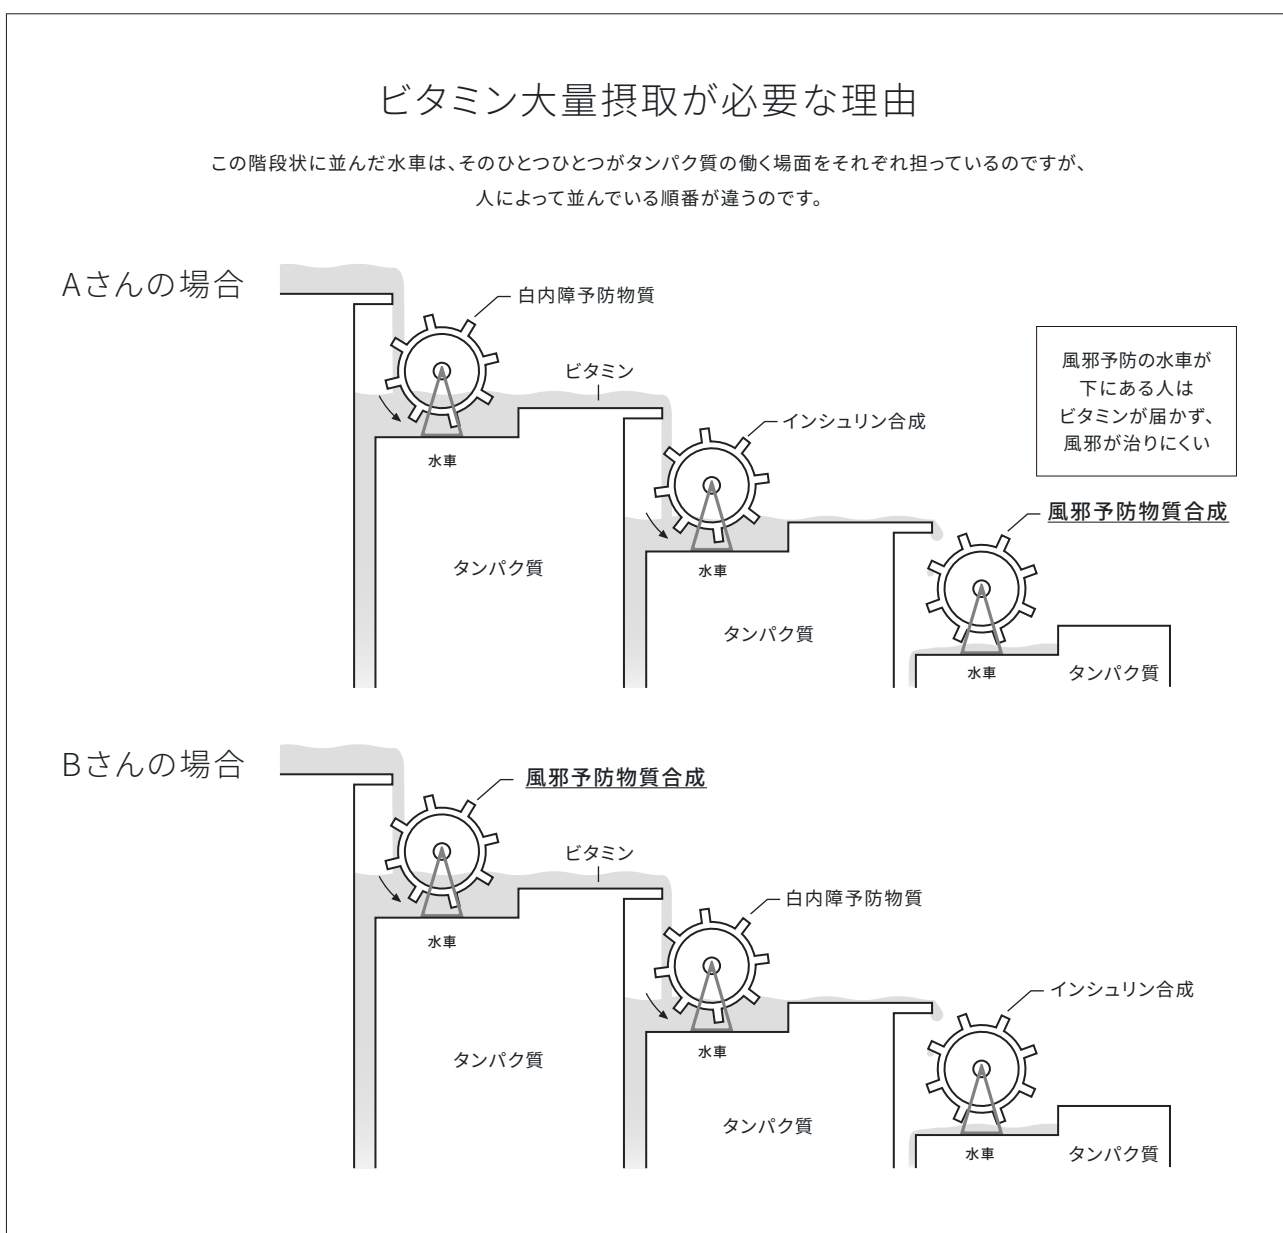 ビタミン大量摂取が必要な理由
この階段状に並んだ水車は、そのひとつひとつがタンパク質の働く場面をそれぞれ担っているのですが、
人によって並んでいる順番が違うのです。
Aさんの場合
白内障予防物質
ビタミン
インシュリン合成
風邪予防の水車が
下にある人は
ビタミンが届かず、
風邪が治りにくい
風邪予防物質合成
水車
タンパク質
水車
タンパク質
水車
タンパク質
Bさんの場合
風邪予防物質合成
ビタミン
白内障予防物質
インシュリン合成
水車
タンパク質
水車
タンパク質
水車
タンパク質